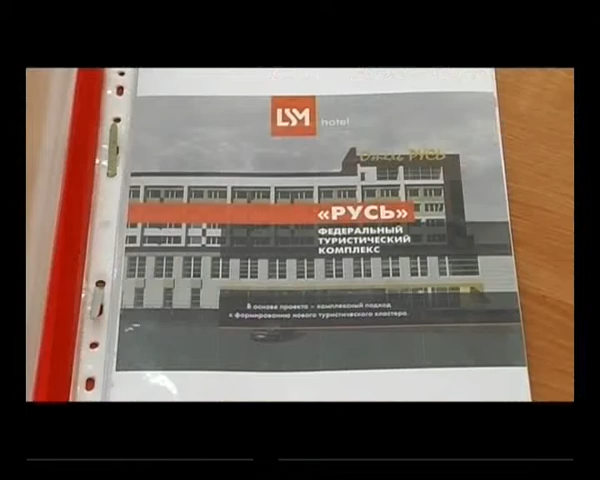 LSM hotel
Отель РУСЬ
«РУСЬ»
ФЕДЕРАЛЬНЫЙ
ТУРИСТИЧЕСКИЙ
КОМПЛЕКС
В основе проекта – комплексный подход
к формированию нового туристического кластера.